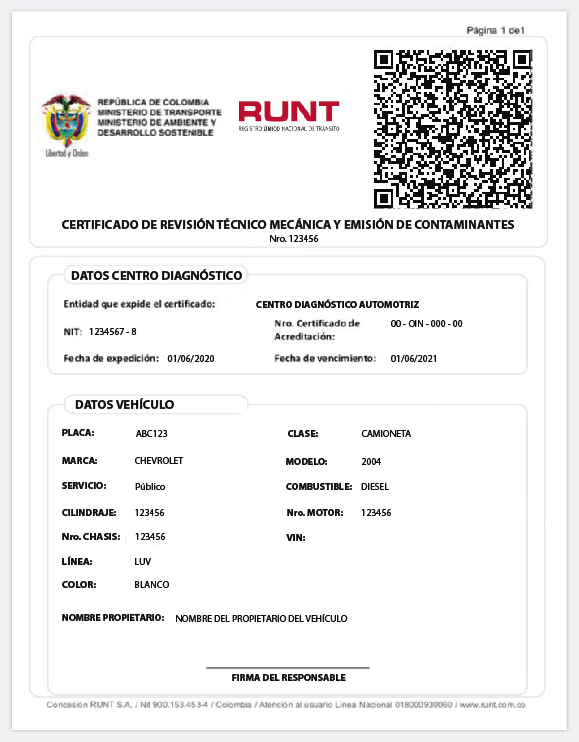 Página 1 de1
REPÚBLICA DE COLOMBIA
MINISTERIO DE TRANSPORTE
MINISTERIO DE AMBIENTE Y
DESARROLLO SOSTENIBLE
Libertad y Orden
RUNT
REGISTRO ÚNICO NACIONAL DE TRÁNSITO
CERTIFICADO DE REVISIÓN TÉCNICO MECÁNICA Y EMISIÓN DE CONTAMINANTES
Nro. 123456
DATOS CENTRO DIAGNÓSTICO
Entidad que expide el certificado: CENTRO DIAGNÓSTICO AUTOMOTRIZ
NIT: 1234567 - 8 Nro. Certificado de Acreditación: 00 - OIN - 000 - 00
Fecha de expedición: 01/06/2020 Fecha de vencimiento: 01/06/2021
DATOS VEHÍCULO
PLACA: ABC123 CLASE: CAMIONETA
MARCA: CHEVROLET MODELO: 2004
SERVICIO: Público COMBUSTIBLE: DIESEL
CILINDRAJE: 123456 Nro. MOTOR: 123456
Nro. CHASIS: 123456 VIN:
LÍNEA: LUV
COLOR: BLANCO
NOMBRE PROPIETARIO: NOMBRE DEL PROPIETARIO DEL VEHÍCULO
FIRMA DEL RESPONSABLE
Concesión RUNT S.A. / Nit 900.153.453-4 / Colombia / Atención al usuario Linea Nacional 018000930060 / www.runt.com.co